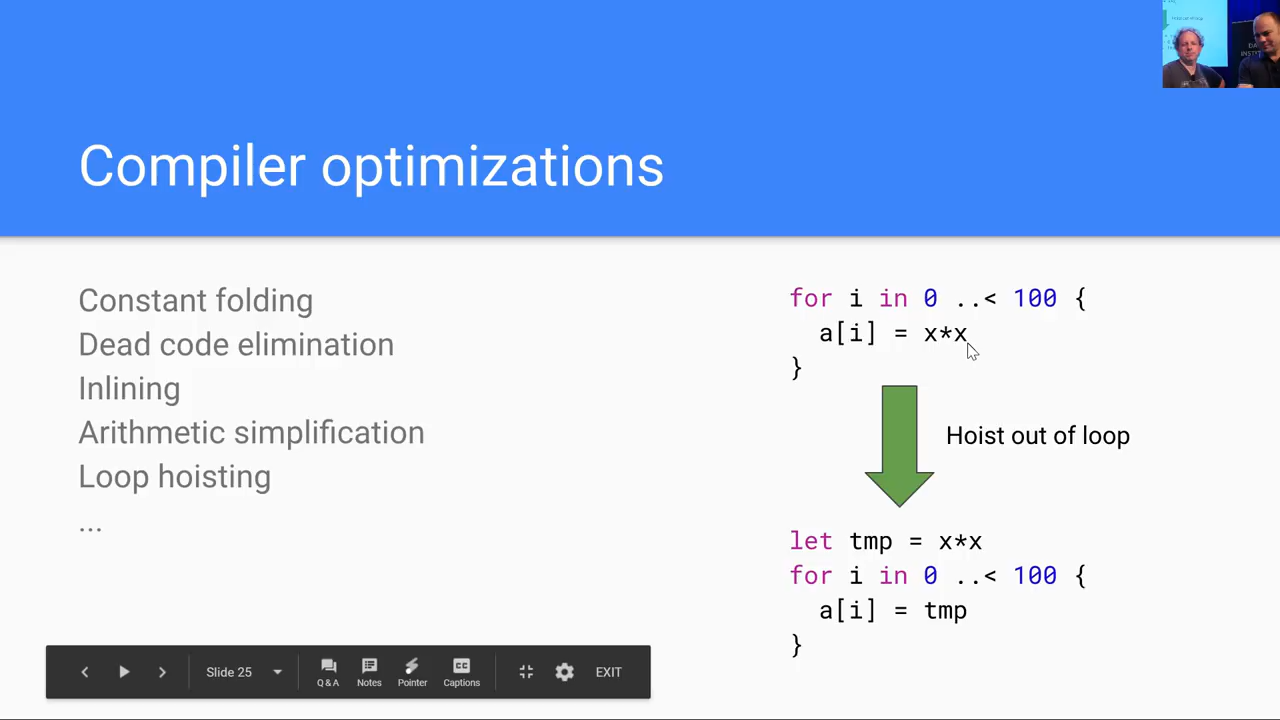 Compiler optimizations
Constant folding
Dead code elimination
Inlining
Arithmetic simplification
Loop hoisting
...
for i in 0 ..< 100 {
a[i] = x*x
}
Hoist out of loop
let tmp = x*x
for i in 0 ..< 100 {
a[i] = tmp
}
Slide 25
Q & A
Notes
Pointer
CC
Captions
EXIT